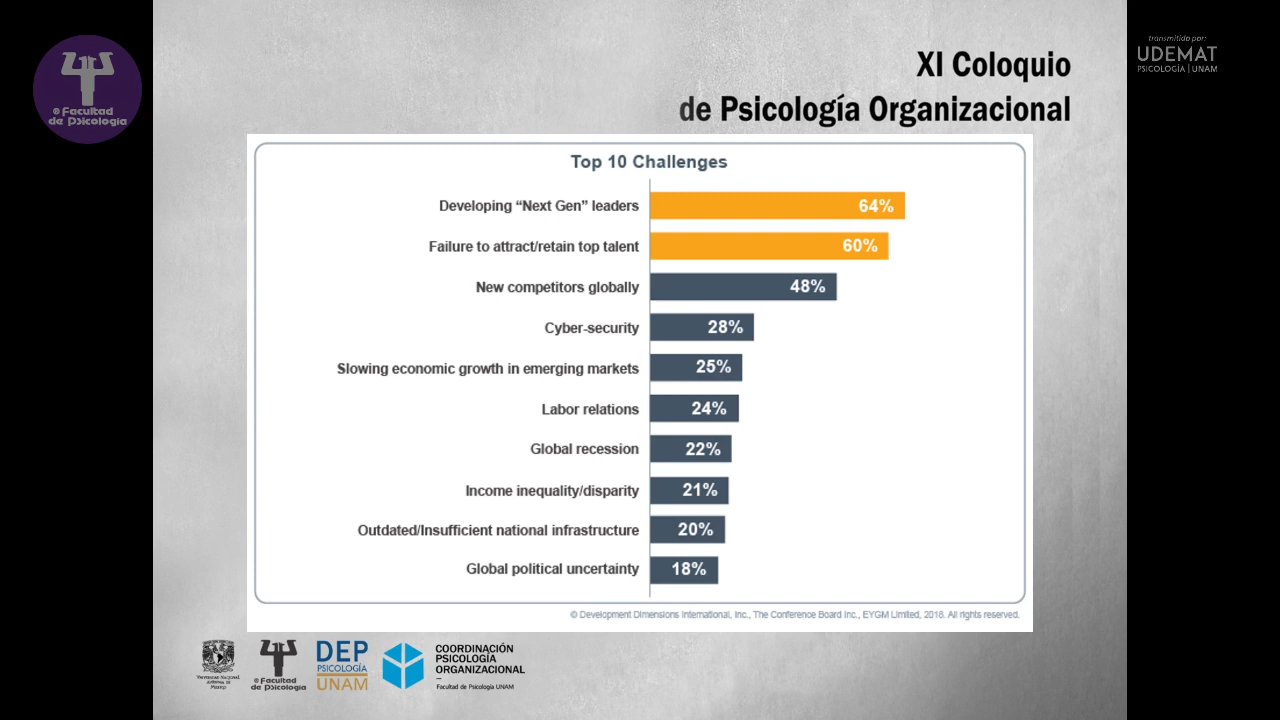 © Facultad
de Psicología
transmitido por:
UDEMAT
PSICOLOGÍA | UNAM
XI Coloquio
de Psicología Organizacional
Top 10 Challenges
Developing “Next Gen” leaders 64%
Failure to attract/retain top talent 60%
New competitors globally 48%
Cyber-security 28%
Slowing economic growth in emerging markets 25%
Labor relations 24%
Global recession 22%
Income inequality/disparity 21%
Outdated/Insufficient national infrastructure 20%
Global political uncertainty 18%
© Development Dimensions International, Inc., The Conference Board Inc., EYGM Limited, 2018. All rights reserved.
Facultad
de Psicología
DEP
PSICOLOGÍA
UNAM
COORDINACIÓN
PSICOLOGÍA
ORGANIZACIONAL
Facultad de Psicología UNAM